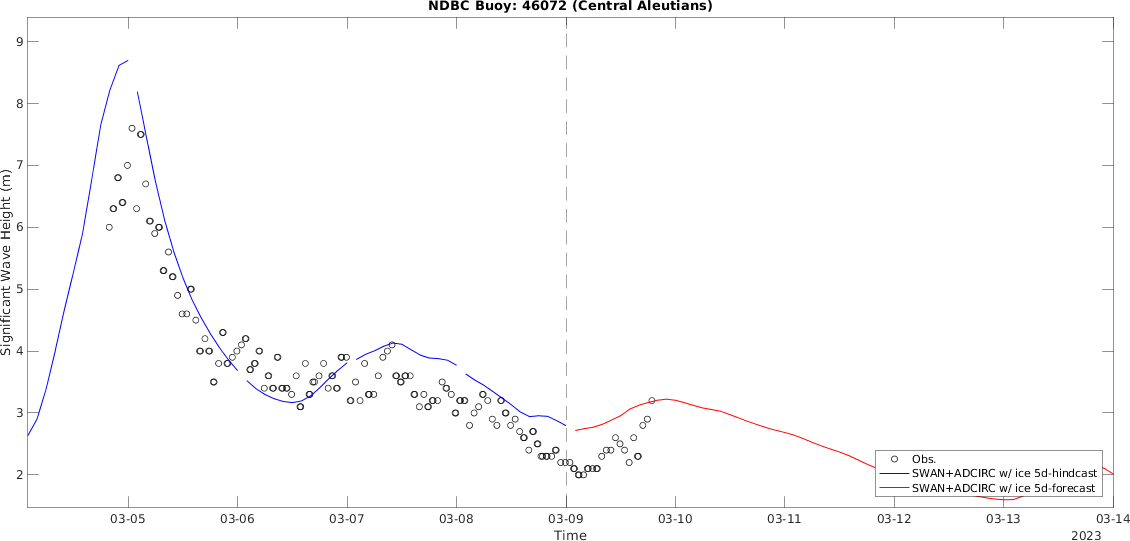 NDBC Buoy: 46072 (Central Aleutians)
9
8
7
6
5
4
3
2
Significant Wave Height (m)
Obs.
SWAN+ADCIRC w/ ice 5d-hindcast
SWAN+ADCIRC w/ ice 5d-forecast
03-05 03-06 03-07 03-08 03-09 03-10 03-11 03-12 03-13 03-14
Time
2023